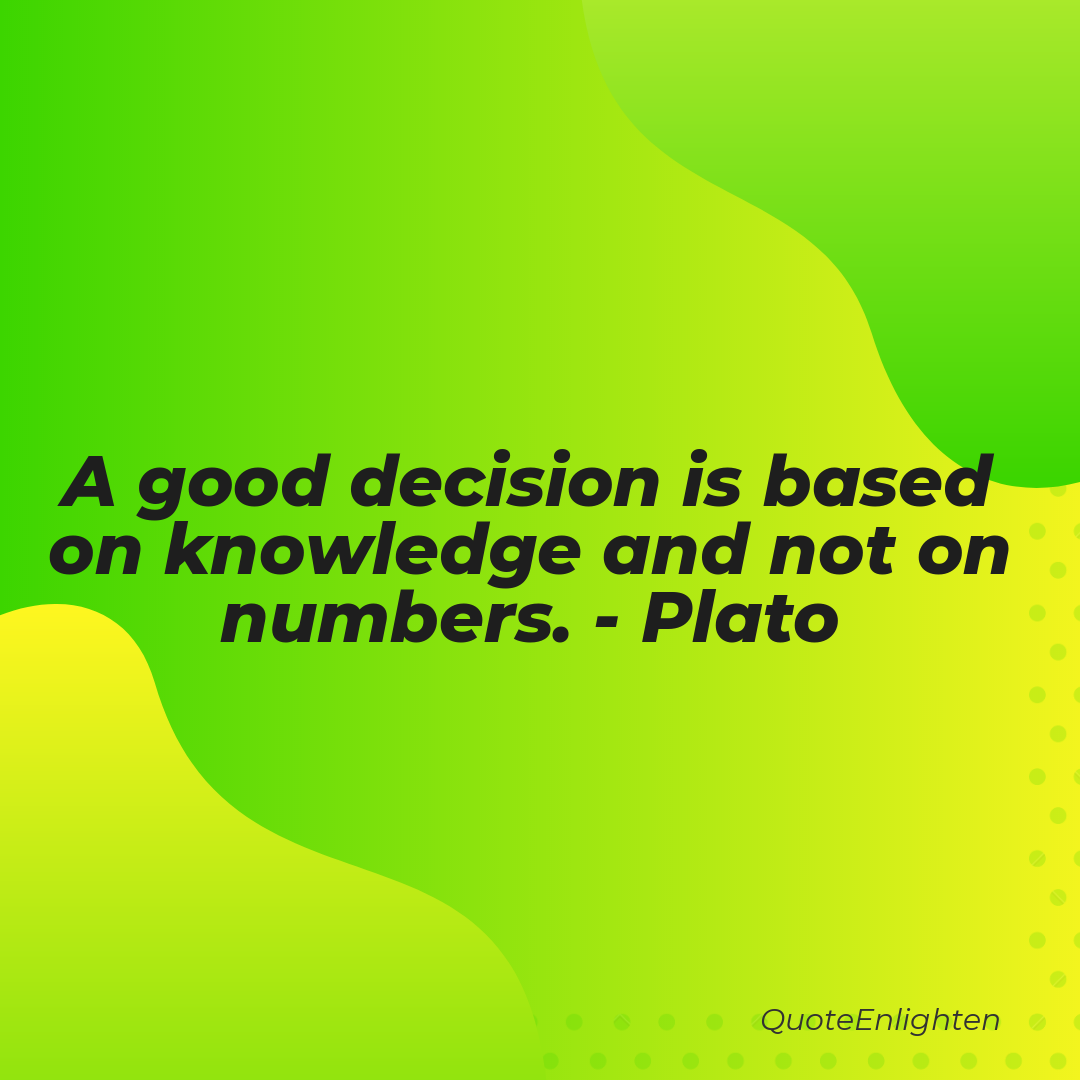 A good decision is based
on knowledge and not on
numbers. - Plato
QuoteEnlighten